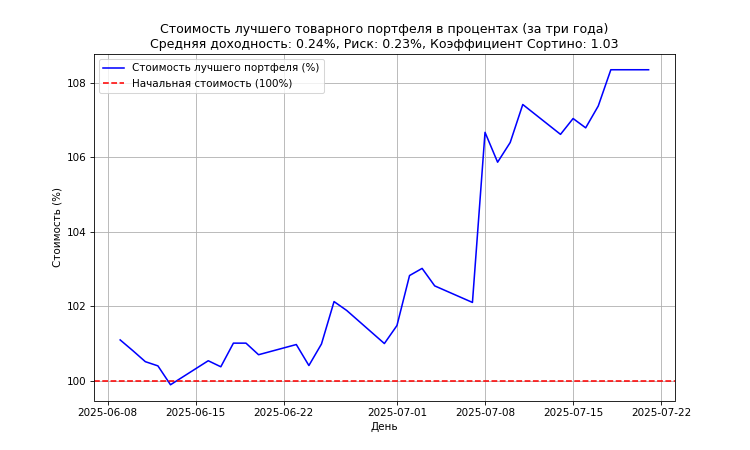 Стоимость лучшего товарного портфеля в процентах (за три года)
Средняя доходность: 0.24%, Риск: 0.23%, Коэффициент Сортино: 1.03
Стоимость лучшего портфеля (%)
Начальная стоимость (100%)
Стоимость (%)
108
106
104
102
100
2025-06-08
2025-06-15
2025-06-22
2025-07-01
2025-07-08
2025-07-15
2025-07-22
День